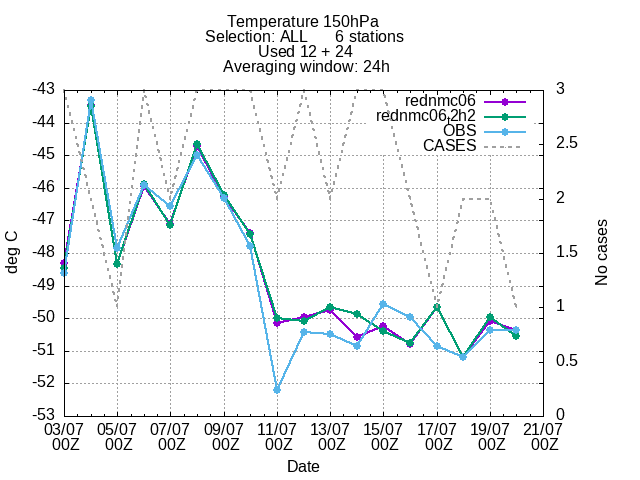 Temperature 150hPa
Selection: ALL 6 stations
Used 12 + 24
Averaging window: 24h
rednmc06
rednmc06,2h2
OBS
CASES
-43
-44
-45
-46
-47
-48
-49
-50
-51
-52
-53
3
2.5
2
1.5
1
0.5
0
deg C
No cases
03/07 05/07 07/07 09/07 11/07 13/07 15/07 17/07 19/07 21/07
00Z 00Z 00Z 00Z 00Z 00Z 00Z 00Z 00Z 00Z
Date